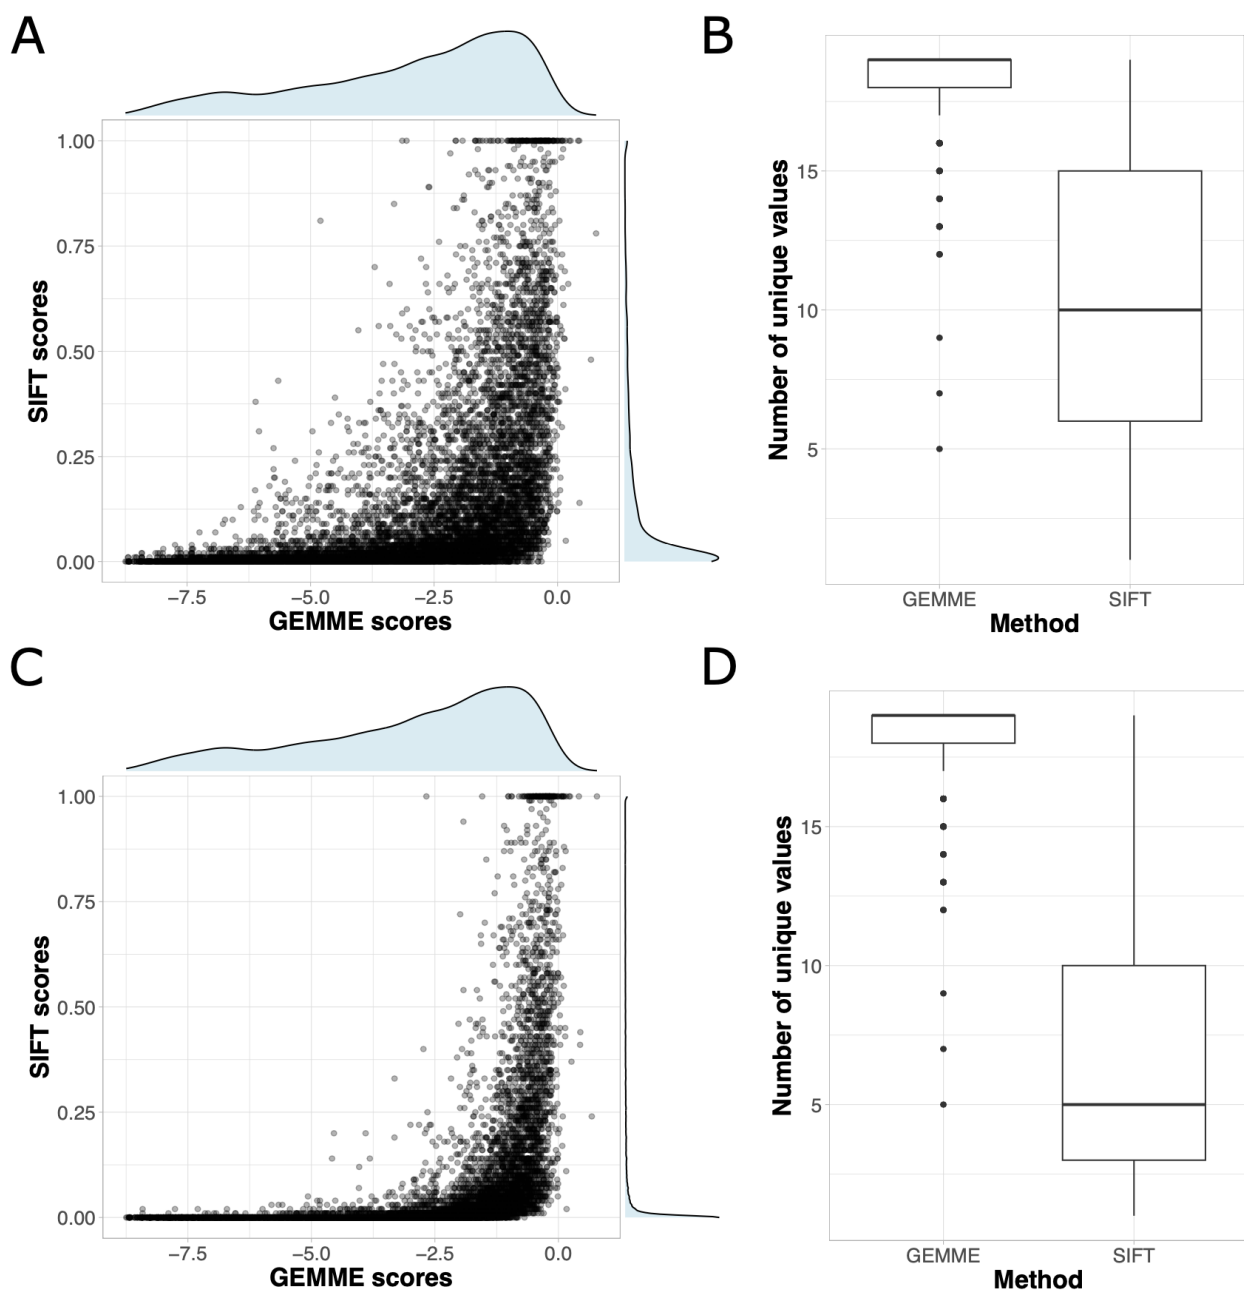 A
SIFT scores
1.00
0.75
0.50
0.25
0.00
−7.5 −5.0 −2.5 0.0
GEMME scores
B
Number of unique values
15
10
5
GEMME SIFT
Method
C
SIFT scores
1.00
0.75
0.50
0.25
0.00
−7.5 −5.0 −2.5 0.0
GEMME scores
D
Number of unique values
15
10
5
GEMME SIFT
Method